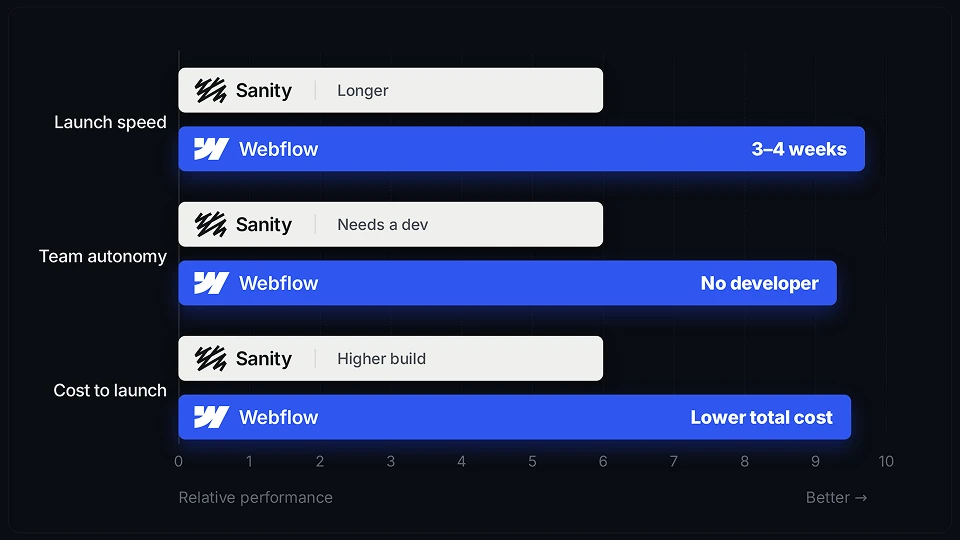 Launch speed
Sanity Longer
Webflow 3–4 weeks
Team autonomy
Sanity Needs a dev
Webflow No developer
Cost to launch
Sanity Higher build
Webflow Lower total cost
0 1 2 3 4 5 6 7 8 9 10
Relative performance Better →